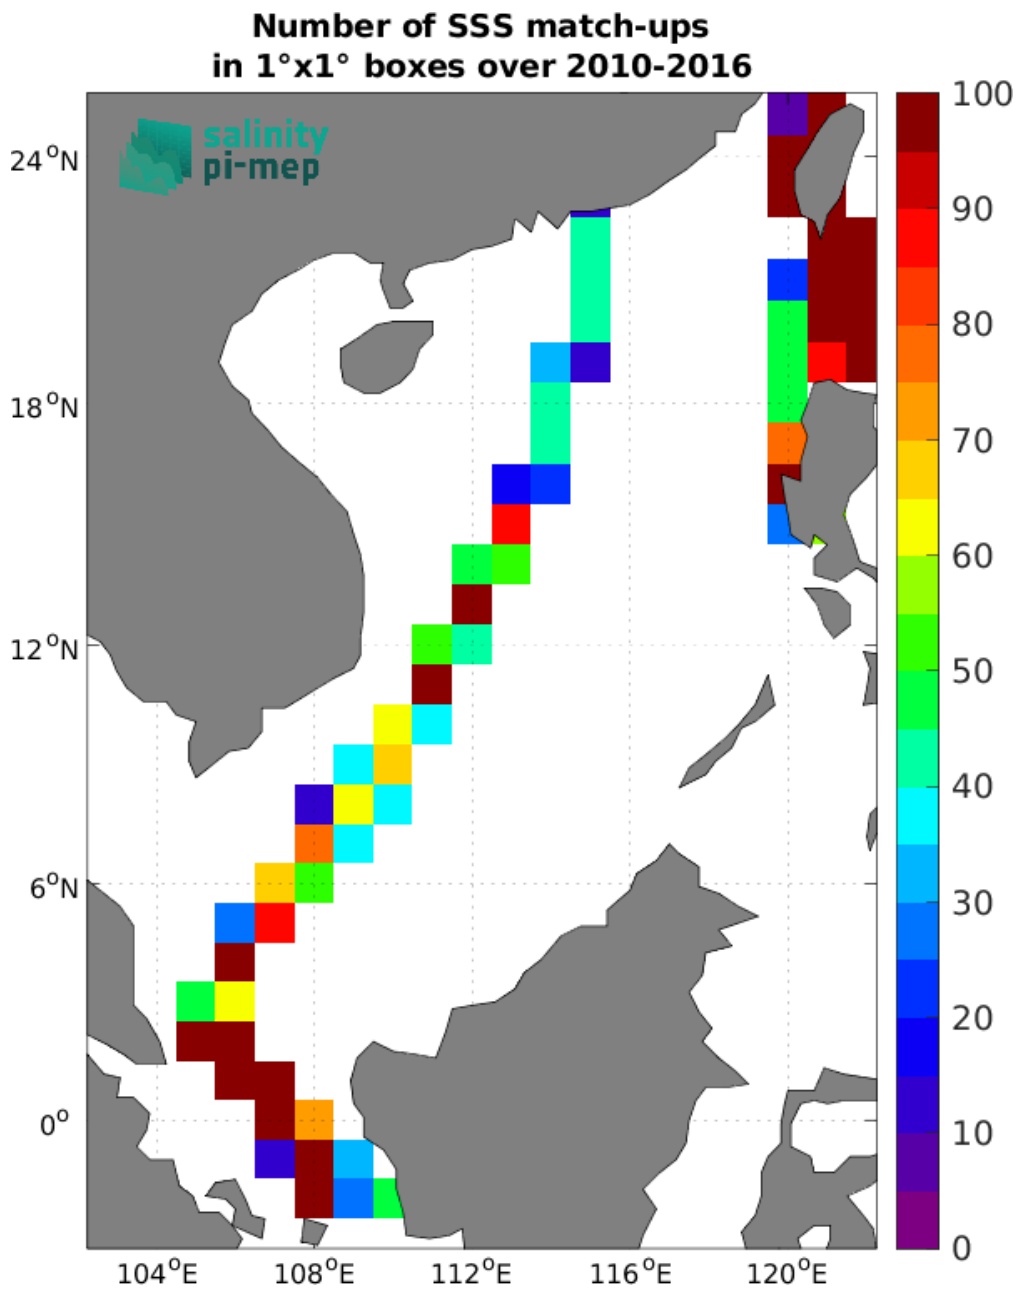 Number of SSS match-ups
in 1°x1° boxes over 2010-2016
salinity
pi-mep
24°N
18°N
12°N
6°N
0°
104°E
108°E
112°E
116°E
120°E
100
90
80
70
60
50
40
30
20
10
0